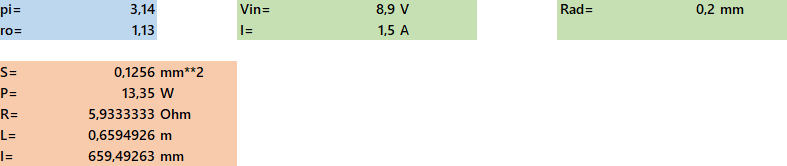 pi= 3,14 Vin= 8,9 V Rad= 0,2 mm
ro= 1,13 I= 1,5 A
S= 0,1256 mm**2
P= 13,35 W
R= 5,9333333 Ohm
L= 0,6594926 m
l= 659,49263 mm